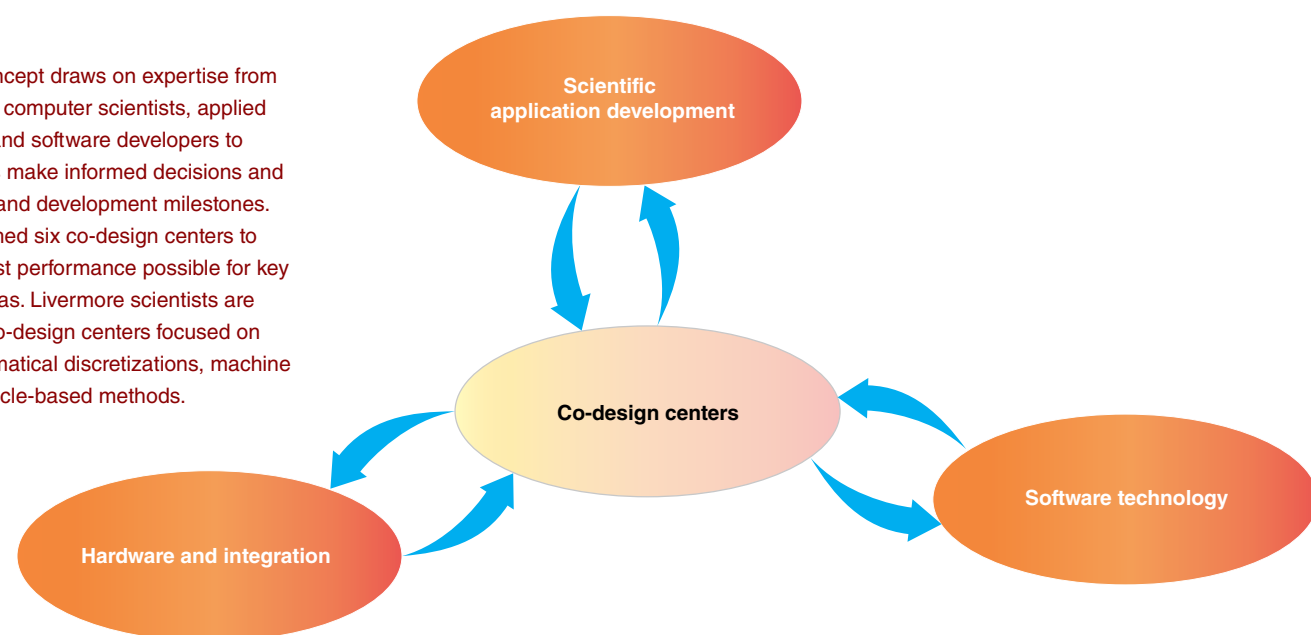 ncept draws on expertise from
computer scientists, applied
and software developers to
make informed decisions and
and development milestones.
ned six co-design centers to
st performance possible for key
as. Livermore scientists are
o-design centers focused on
matical discretizations, machine
cle-based methods.
Scientific
application development
Co-design centers
Software technology
Hardware and integration